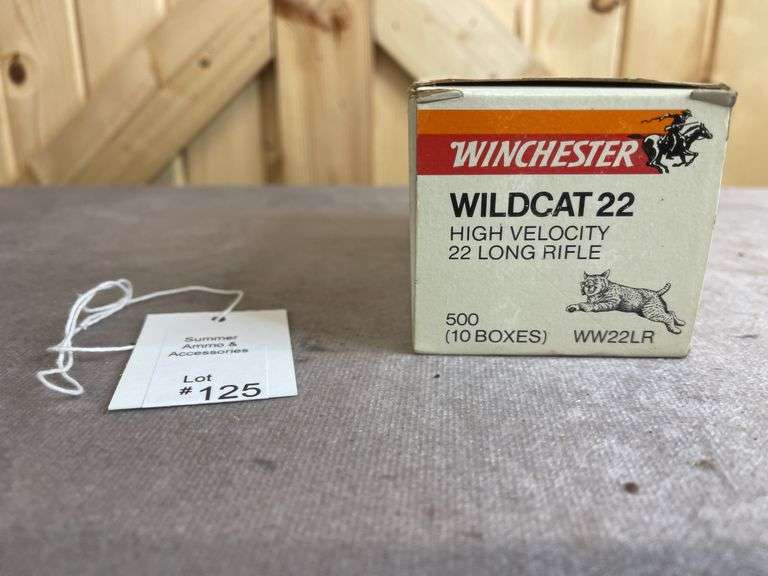 Summer
Ammo &
Accessories
Lot
# 125
WINCHESTER
WILDCAT 22
HIGH VELOCITY
22 LONG RIFLE
500
(10 BOXES) WW22LR